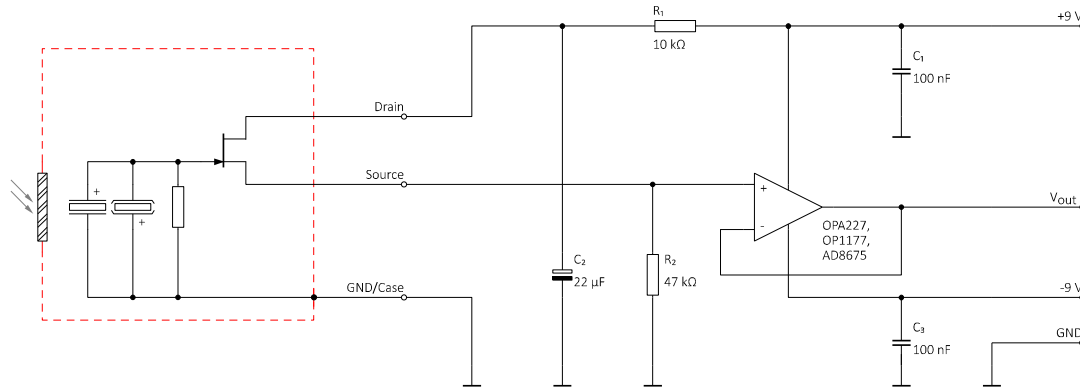 R₁
10 kΩ
+9 V
C₁
100 nF
Drain
Source
+
+
+
-
OPA227,
OP1177,
AD8675
Vout
C₂
22 µF
R₂
47 kΩ
GND/Case
-9 V
C₃
100 nF
GND